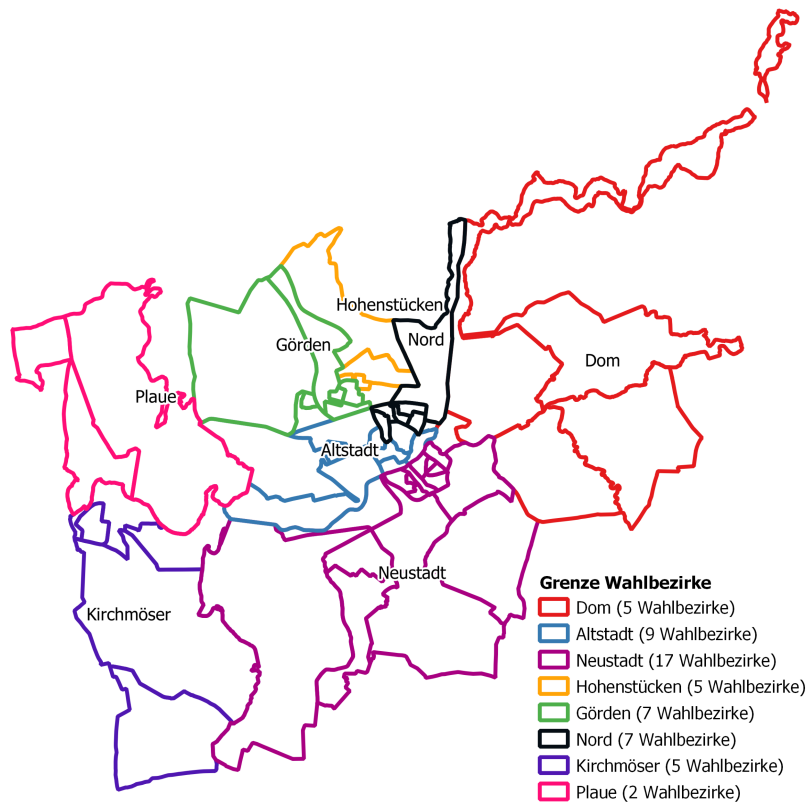 Hohenstücken
Nord
Görden
Dom
Plaue
Altstadt
Neustadt
Kirchmöser
Grenze Wahlbezirke
Dom (5 Wahlbezirke)
Altstadt (9 Wahlbezirke)
Neustadt (17 Wahlbezirke)
Hohenstücken (5 Wahlbezirke)
Görden (7 Wahlbezirke)
Nord (7 Wahlbezirke)
Kirchmöser (5 Wahlbezirke)
Plaue (2 Wahlbezirke)